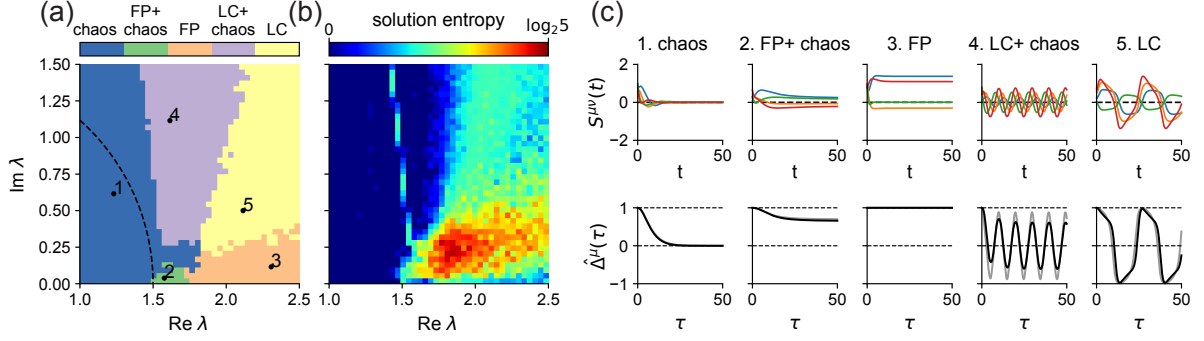 (a)
FP+
LC+
chaos
chaos
FP
chaos
LC
1.50
1.25
1.00
0.75
0.50
0.25
0.00
Im λ
1
2
3
4
5
1.0
1.5
2.0
2.5
Re λ
(b)
solution entropy
0
log₂5
1.0
1.5
2.0
2.5
Re λ
(c)
1. chaos
2. FP+ chaos
3. FP
4. LC+ chaos
5. LC
S^{μν}(t)
2
0
−2
0
50
t
0
50
t
0
50
t
0
50
t
0
50
t
Δ̂^μ(τ)
1
0
−1
0
50
τ
0
50
τ
0
50
τ
0
50
τ
0
50
τ